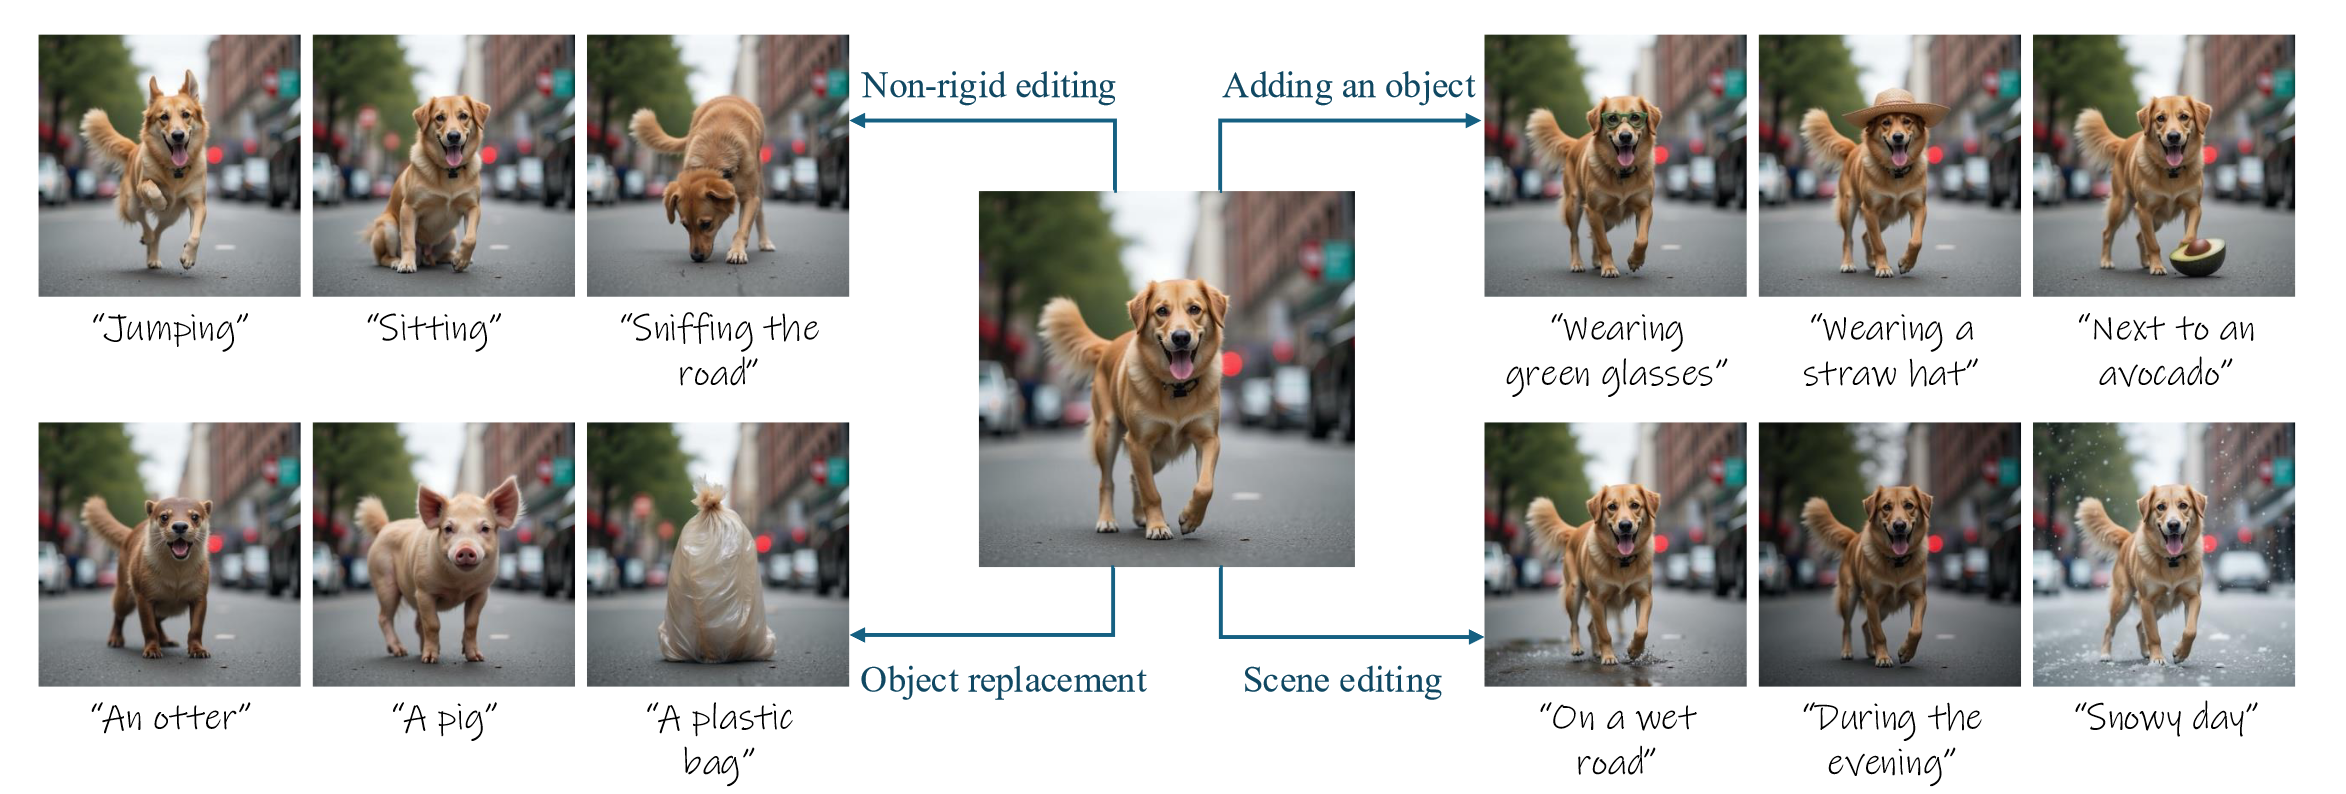 Non-rigid editing
Adding an object
"Jumping"
"Sitting"
"Sniffing the
road"
"Wearing
green glasses"
"Wearing a
straw hat"
"Next to an
avocado"
Object replacement
Scene editing
"An otter"
"A pig"
"A plastic
bag"
"On a wet
road"
"During the
evening"
"Snowy day"